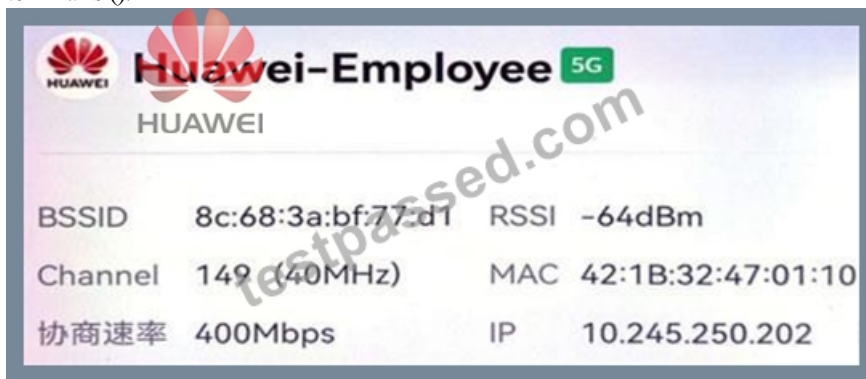 HUAWEI Huawei-Employee 5G
HUAWEI
testpassed.com
BSSID 8c:68:3a:bf:77:d1 RSSI -64dBm
Channel 149 (40MHz) MAC 42:1B:32:47:01:10
协商速率 400Mbps IP 10.245.250.202